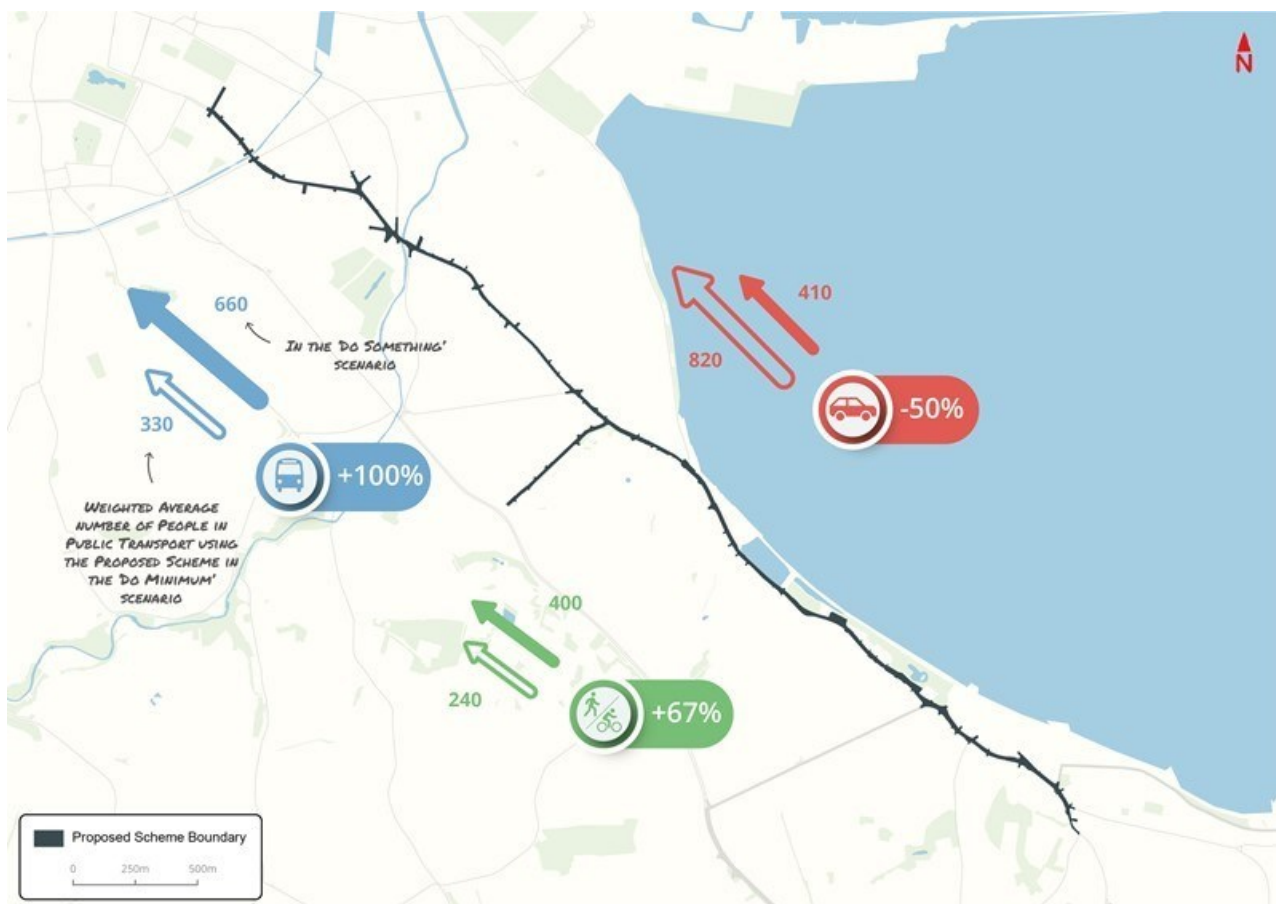 N
410
660
IN THE 'DO SOMETHING'
SCENARIO
820
-50%
330
+100%
WEIGHTED AVERAGE
NUMBER OF PEOPLE IN
PUBLIC TRANSPORT USING
THE PROPOSED SCHEME IN
THE 'DO MINIMUM'
SCENARIO
400
240
+67%
Proposed Scheme Boundary
0 250m 500m